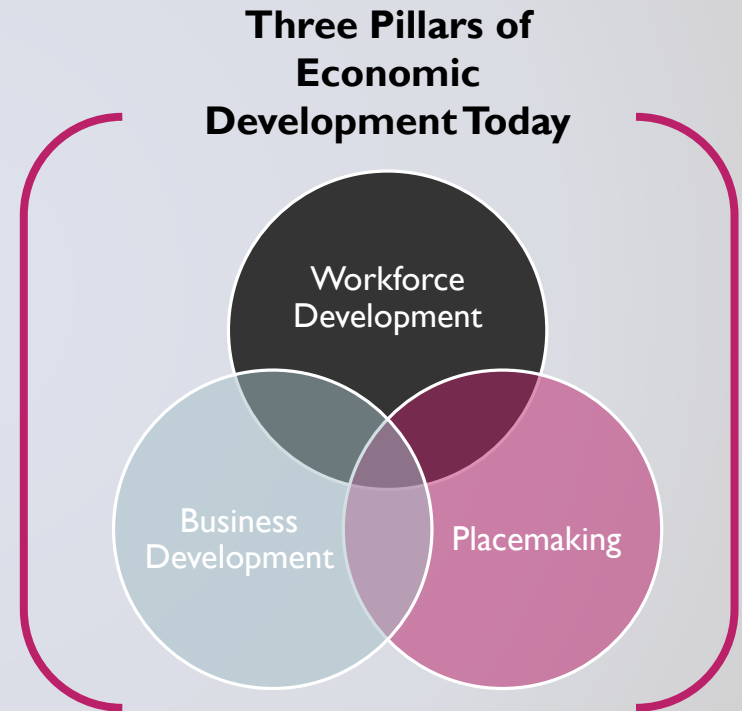 Three Pillars of
Economic
Development Today
Workforce
Development
Business
Development
Placemaking